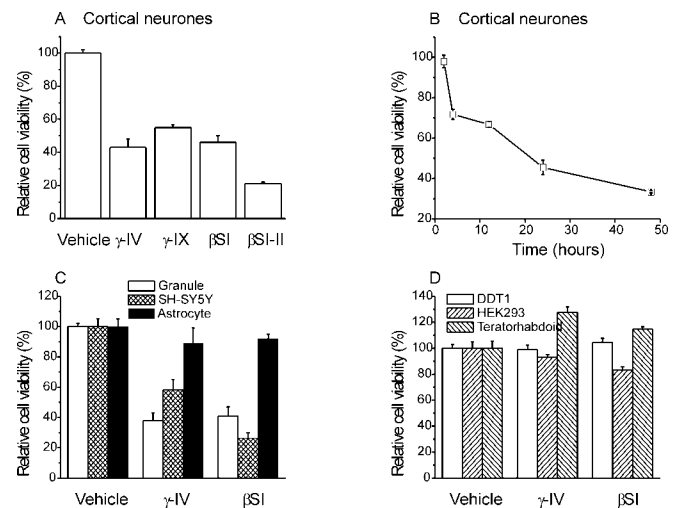 A Cortical neurones
Relative cell viability (%)
100
80
60
40
20
0
Vehicle γ-IV γ-IX βSI βSI-II
B Cortical neurones
Relative cell viability (%)
100
80
60
40
20
0 10 20 30 40 50
Time (hours)
C
Granule
SH-SY5Y
Astrocyte
Relative cell viability (%)
120
100
80
60
40
20
0
Vehicle γ-IV βSI
D
DDT1
HEK293
Teratorhabdoid
Relative cell viability (%)
140
120
100
80
60
40
20
0
Vehicle γ-IV βSI